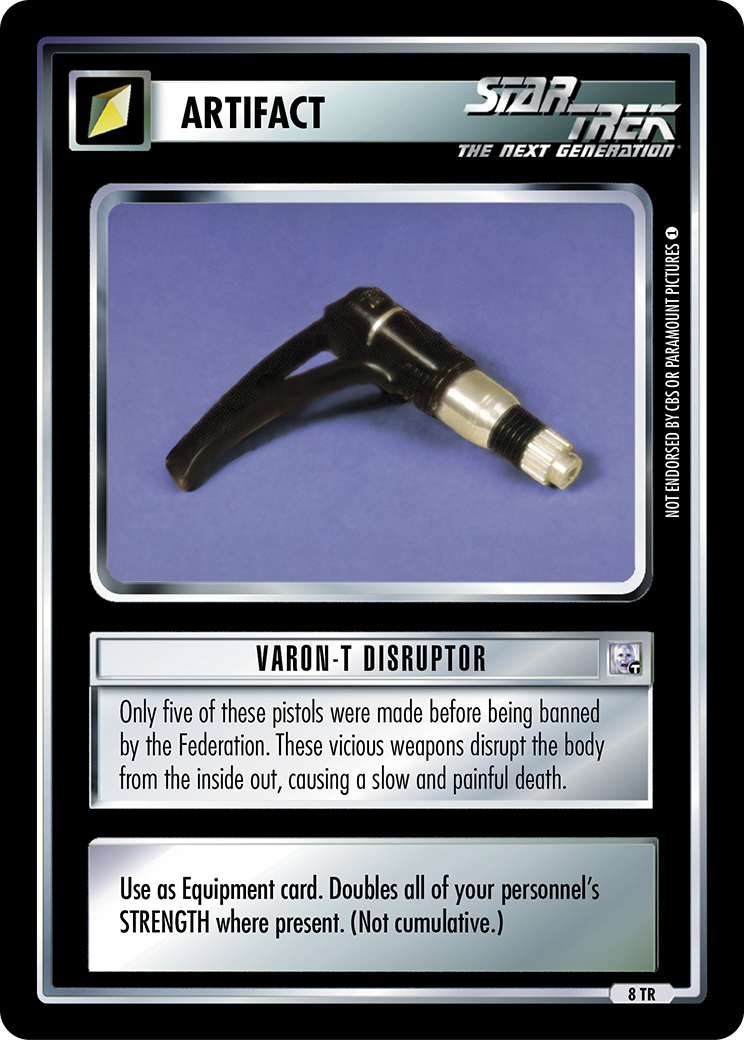 ARTIFACT
STAR TREK
THE NEXT GENERATION
NOT ENDORSED BY CBS OR PARAMOUNT PICTURES 1
VARON-T DISRUPTOR
T
Only five of these pistols were made before being banned
by the Federation. These vicious weapons disrupt the body
from the inside out, causing a slow and painful death.
Use as Equipment card. Doubles all of your personnel's
STRENGTH where present. (Not cumulative.)
8 TR